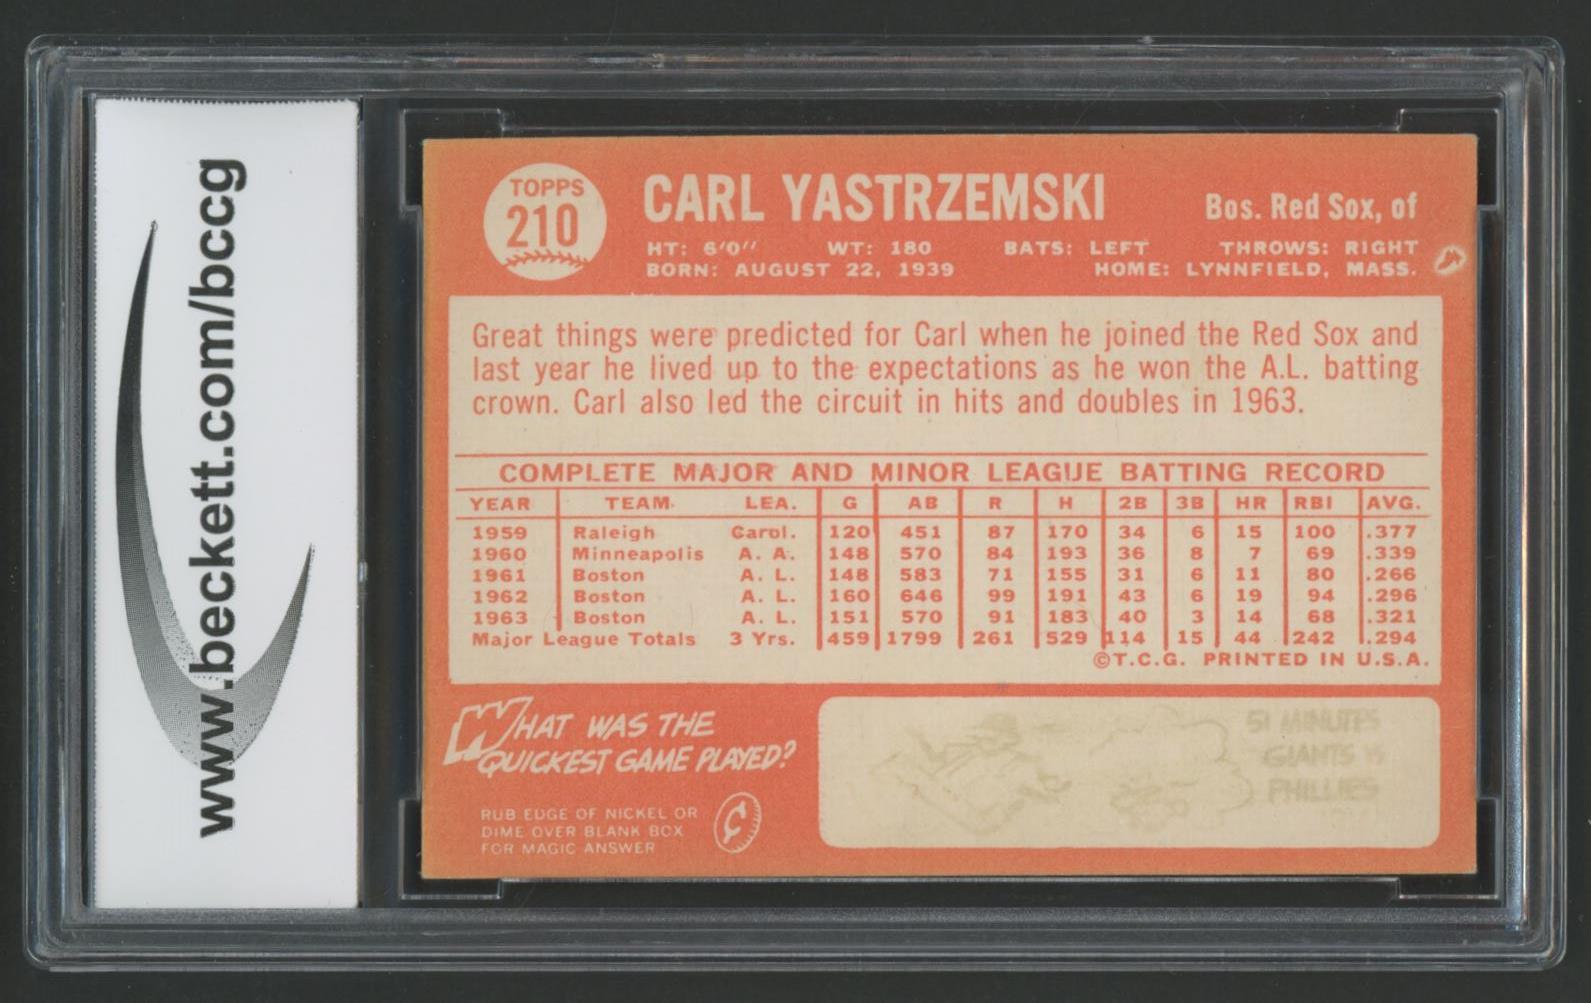 www.beckett.com/bccg
TOPPS
210
CARL YASTRZEMSKI
Bos. Red Sox, of
HT: 6'0" WT: 180 BATS: LEFT THROWS: RIGHT
BORN: AUGUST 22, 1939 HOME: LYNNFIELD, MASS.
Great things were predicted for Carl when he joined the Red Sox and
last year he lived up to the expectations as he won the A.L. batting
crown. Carl also led the circuit in hits and doubles in 1963.
COMPLETE MAJOR AND MINOR LEAGUE BATTING RECORD
YEAR TEAM LEA. G AB R H 2B 3B HR RBI AVG.
1959 Raleigh Carol. 120 451 87 170 34 6 15 100 .377
1960 Minneapolis A. A. 148 570 84 193 36 8 7 69 .339
1961 Boston A. L. 148 583 71 155 31 6 11 80 .266
1962 Boston A. L. 160 646 99 191 43 6 19 94 .296
1963 Boston A. L. 151 570 91 183 40 3 14 68 .321
Major League Totals 3 Yrs. 459 1799 261 529 114 15 44 242 .294
©T.C.G. PRINTED IN U.S.A.
WHAT WAS THE
QUICKEST GAME PLAYED?
RUB EDGE OF NICKEL OR
DIME OVER BLANK BOX
FOR MAGIC ANSWER
51 MINUTES
GIANTS vs
PHILLIES